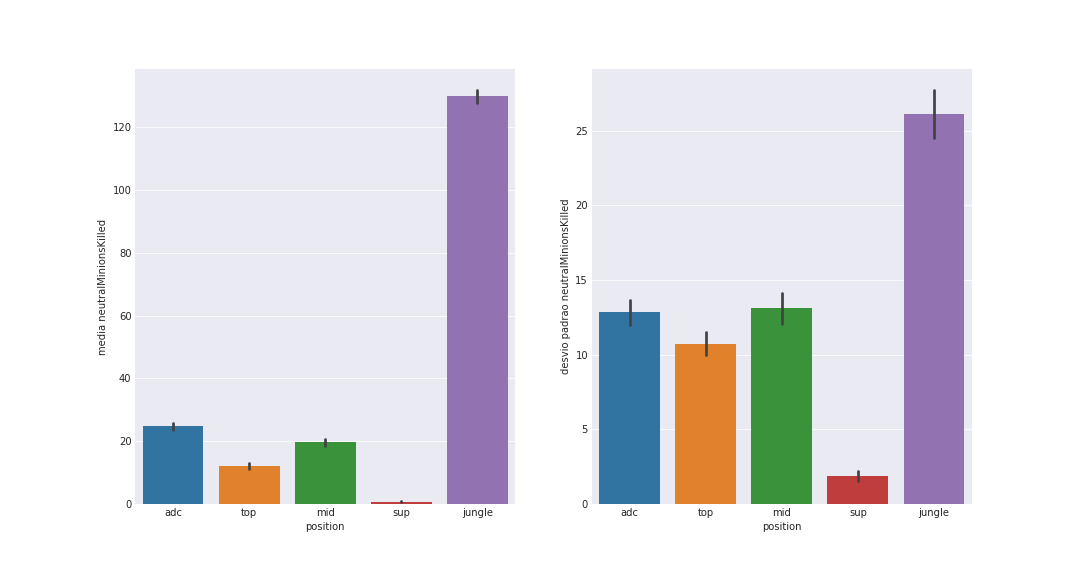 media neutralMinionsKilled
120
100
80
60
40
20
0
adc top mid sup jungle
position
desvio padrao neutralMinionsKilled
25
20
15
10
5
0
adc top mid sup jungle
position